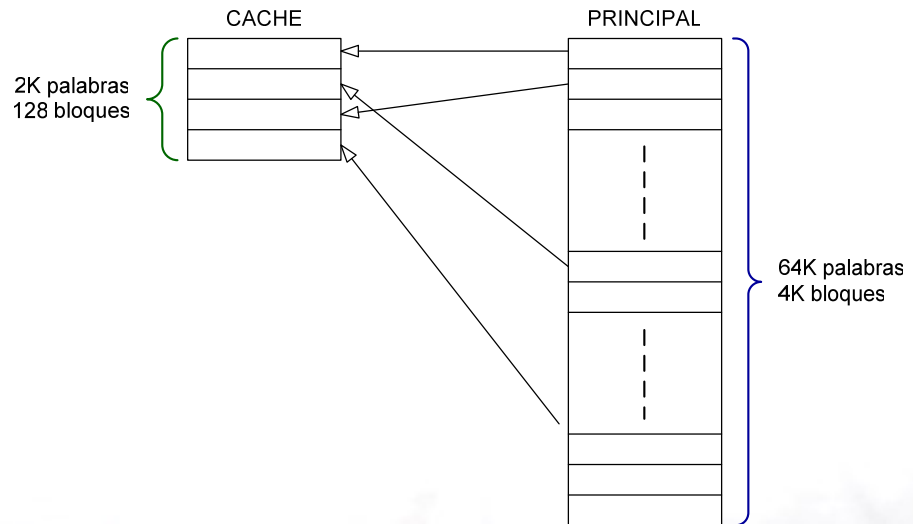 CACHE
PRINCIPAL
2K palabras
128 bloques
64K palabras
4K bloques